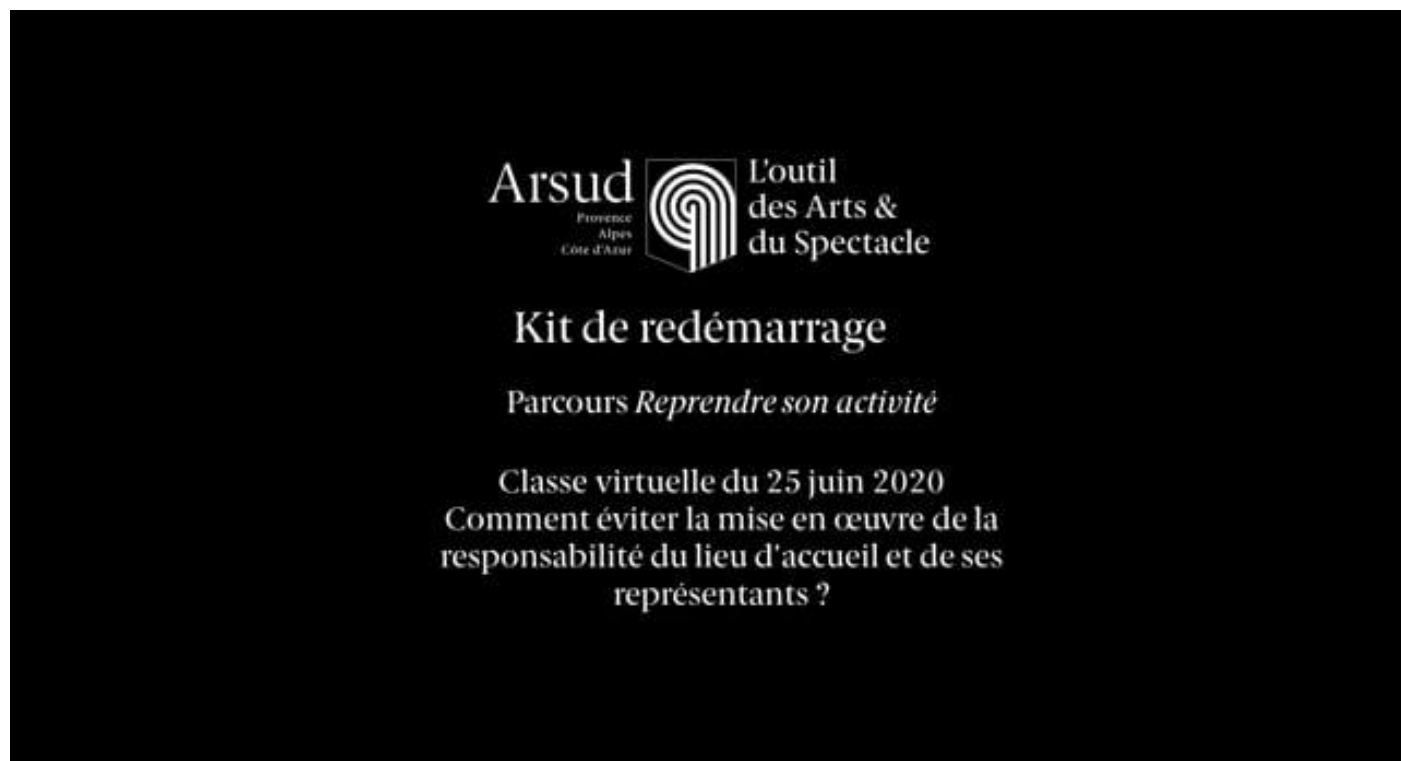 Arsud
Provence
Alpes
Côte d'Azur
L'outil
des Arts &
du Spectacle
Kit de redémarrage
Parcours Reprendre son activité
Classe virtuelle du 25 juin 2020
Comment éviter la mise en œuvre de la
responsabilité du lieu d'accueil et de ses
représentants ?